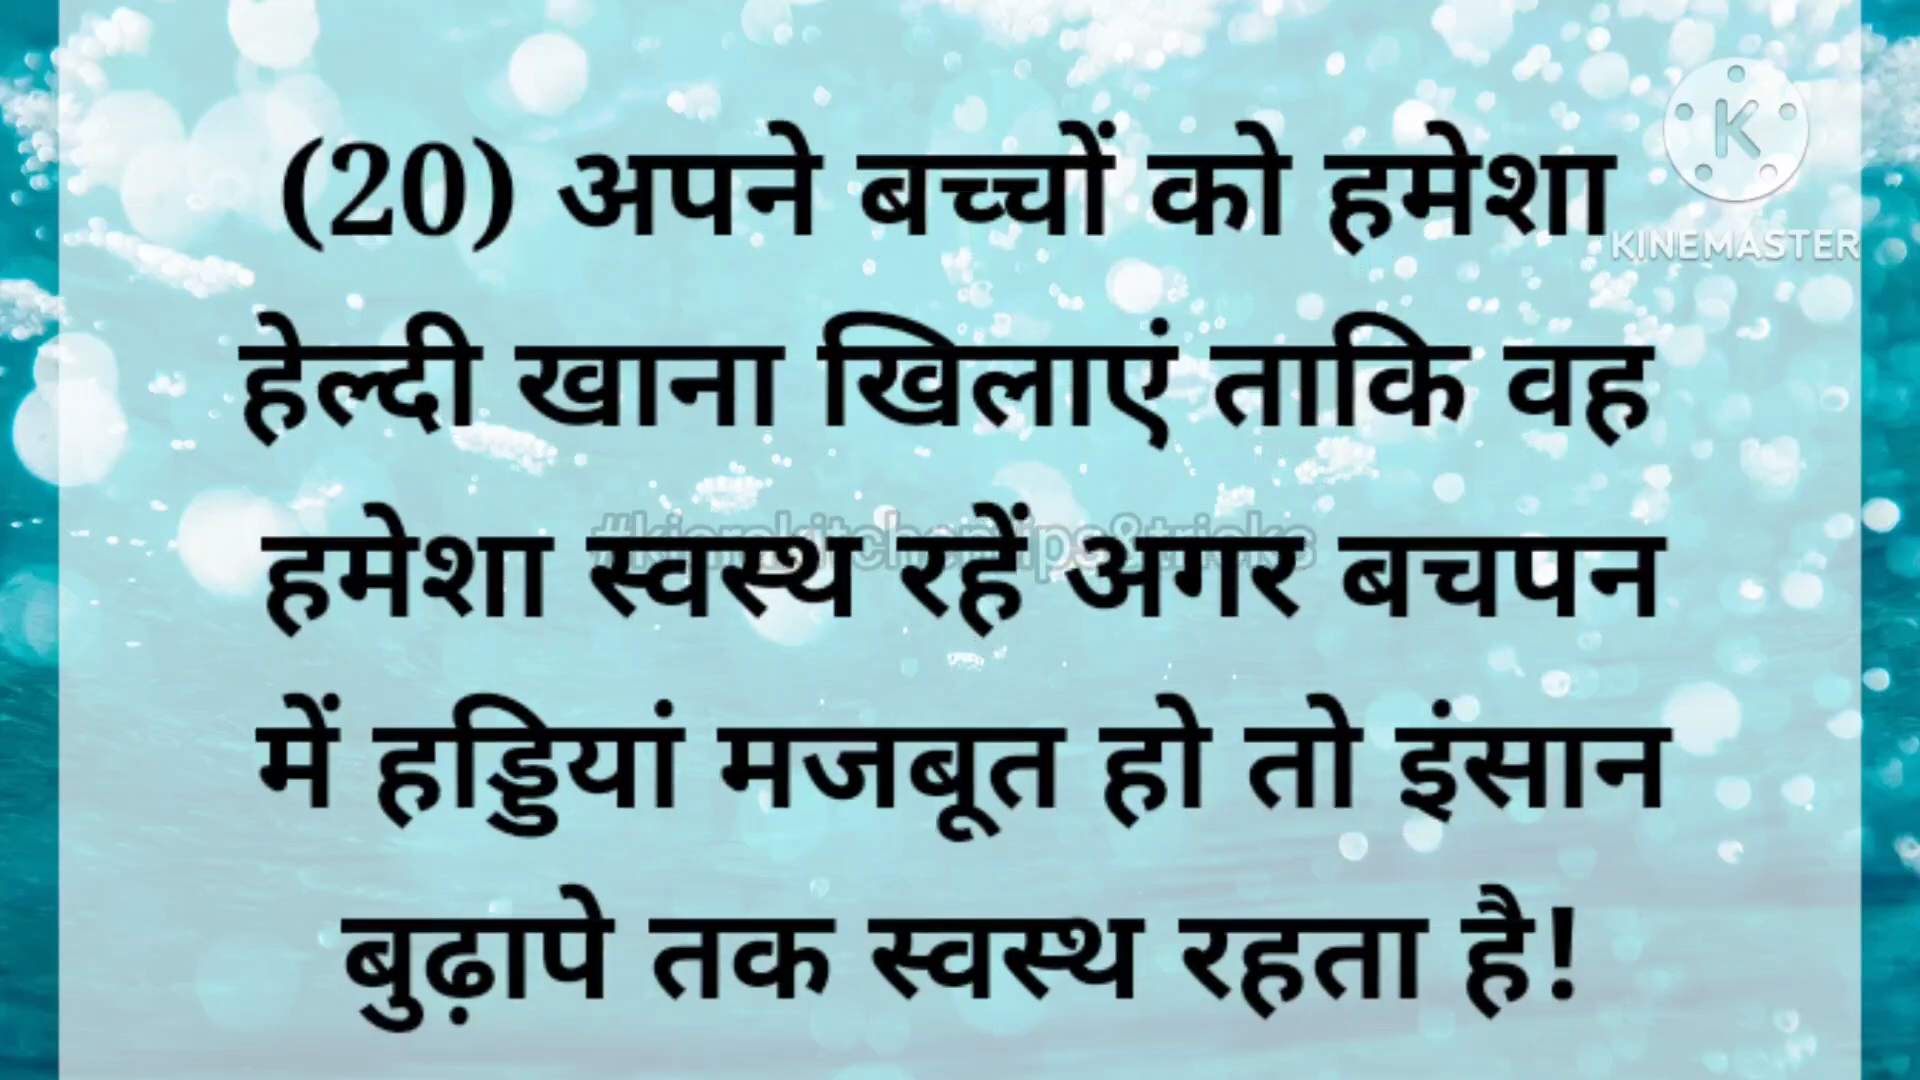 (20) अपने बच्चों को हमेशा
हेल्दी खाना खिलाएं ताकि वह
हमेशा स्वस्थ रहें अगर बचपन
में हड्डियां मजबूत हो तो इंसान
बुढ़ापे तक स्वस्थ रहता है!
K
KINEMASTER